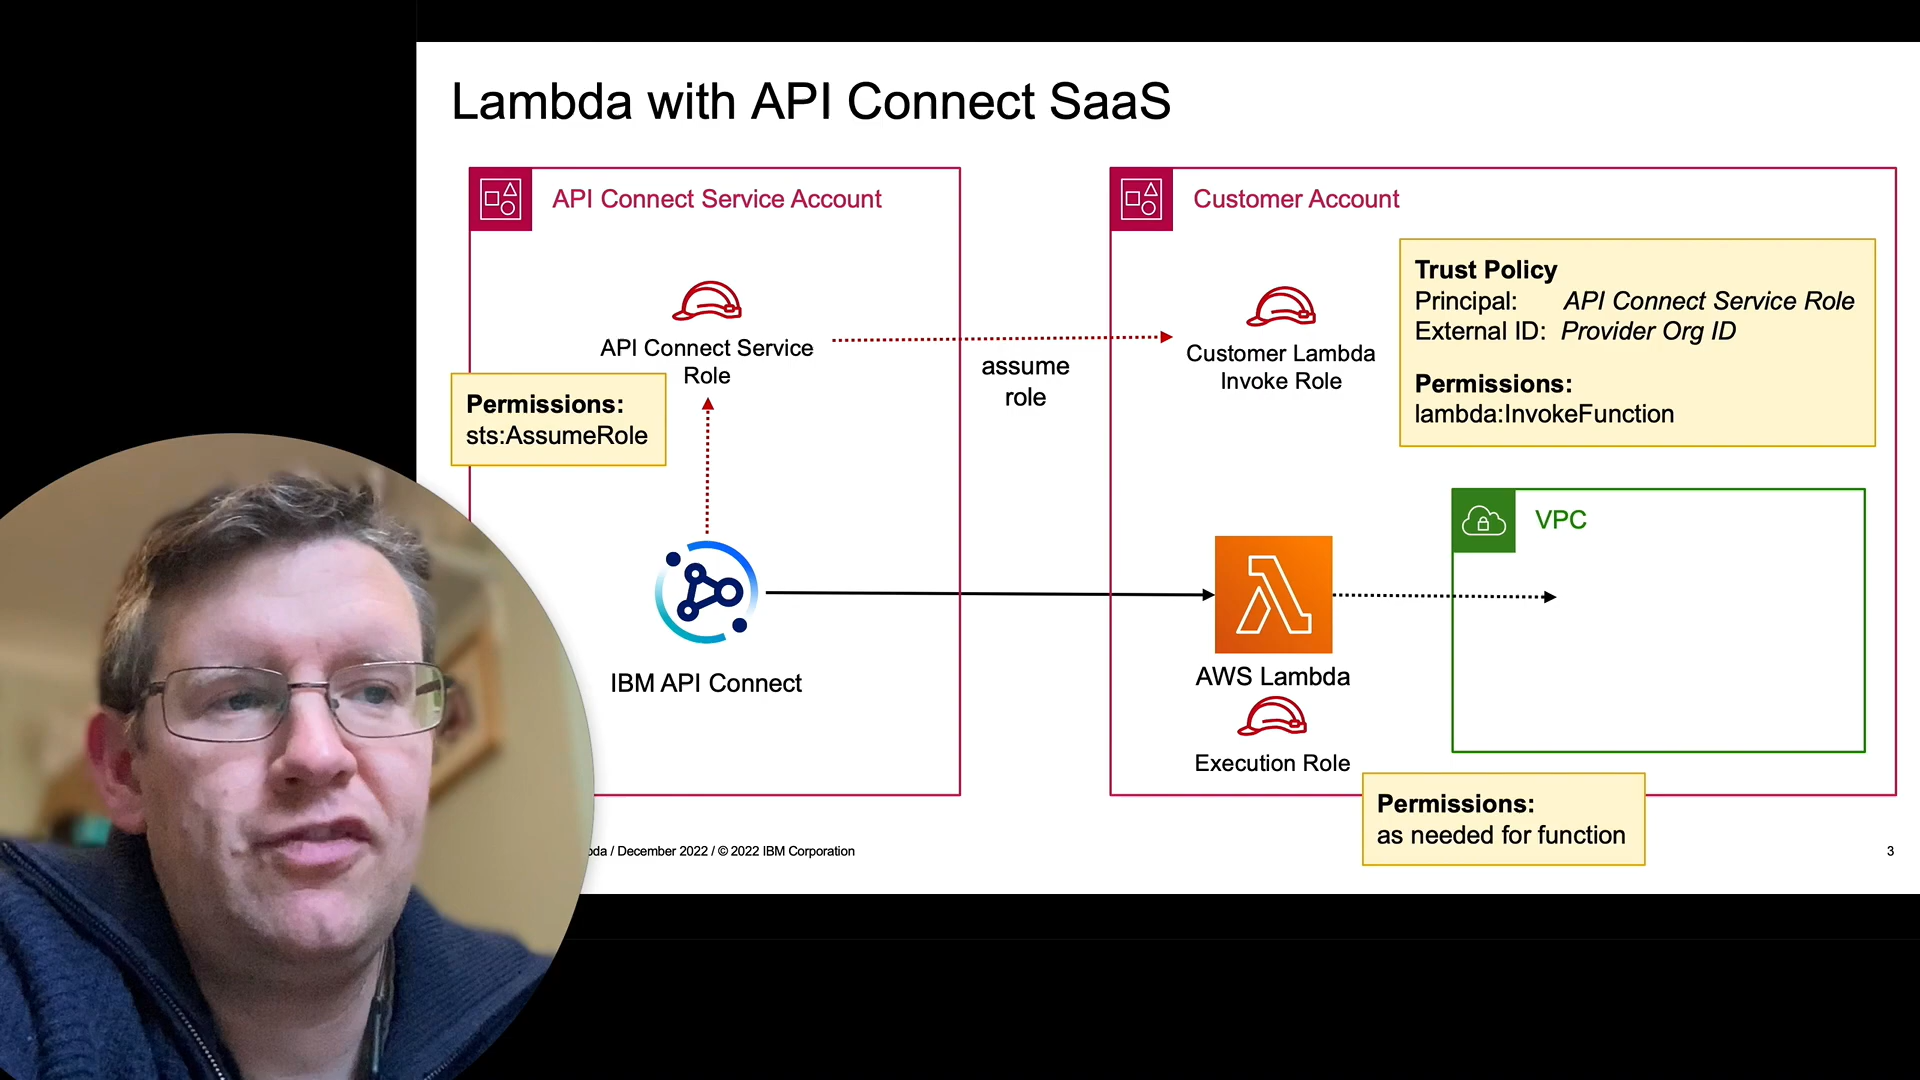 Lambda with API Connect SaaS
API Connect Service Account
API Connect Service
Role
Permissions:
sts:AssumeRole
IBM API Connect
assume
role
Customer Account
Customer Lambda
Invoke Role
Trust Policy
Principal: API Connect Service Role
External ID: Provider Org ID
Permissions:
lambda:InvokeFunction
VPC
AWS Lambda
Execution Role
Permissions:
as needed for function
/ December 2022 / © 2022 IBM Corporation
3